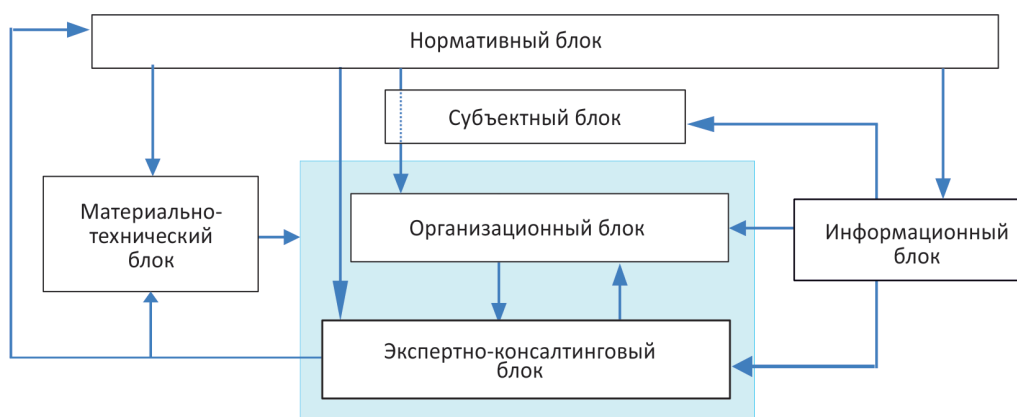 Нормативный блок
Субъектный блок
Материально-
технический
блок
Организационный блок
Информационный
блок
Экспертно-консалтинговый
блок